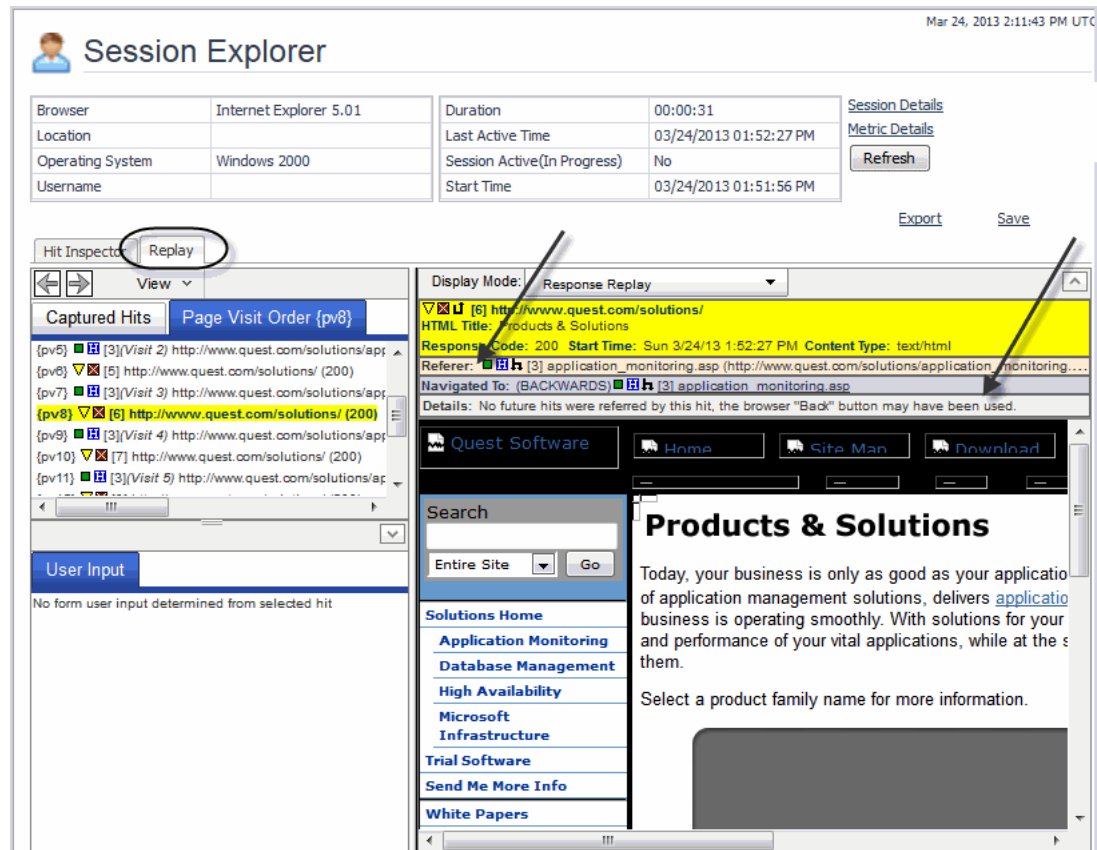 Mar 24, 2013 2:11:43 PM UTC
Session Explorer
Browser Internet Explorer 5.01 Duration 00:00:31 Session Details
Location Last Active Time 03/24/2013 01:52:27 PM Metric Details
Operating System Windows 2000 Session Active(In Progress) No Refresh
Username Start Time 03/24/2013 01:51:56 PM
Export Save
Hit Inspector Replay
View
Captured Hits Page Visit Order {pv8}
{pv5} H [3](Visit 2) http://www.quest.com/solutions/app
{pv6} [5] http://www.quest.com/solutions/ (200)
{pv7} H [3](Visit 3) http://www.quest.com/solutions/app
{pv8} [6] http://www.quest.com/solutions/ (200)
{pv9} H [3](Visit 4) http://www.quest.com/solutions/app
{pv10} [7] http://www.quest.com/solutions/ (200)
{pv11} H [3](Visit 5) http://www.quest.com/solutions/ap
User Input
No form user input determined from selected hit
Display Mode: Response Replay
[6] http://www.quest.com/solutions/
HTML Title: Products & Solutions
Response Code: 200 Start Time: Sun 3/24/13 1:52:27 PM Content Type: text/html
Referer: H h [3] application_monitoring.asp (http://www.quest.com/solutions/application_monitoring....
Navigated To: (BACKWARDS) H h [3] application_monitoring.asp
Details: No future hits were referred by this hit, the browser "Back" button may have been used.
Quest Software Home Site Map Download
Search
Entire Site Go
Solutions Home
Application Monitoring
Database Management
High Availability
Microsoft
Infrastructure
Trial Software
Send Me More Info
White Papers
Products & Solutions
Today, your business is only as good as your applicatio
of application management solutions, delivers applicatio
business is operating smoothly. With solutions for your
and performance of your vital applications, while at the s
them.
Select a product family name for more information.